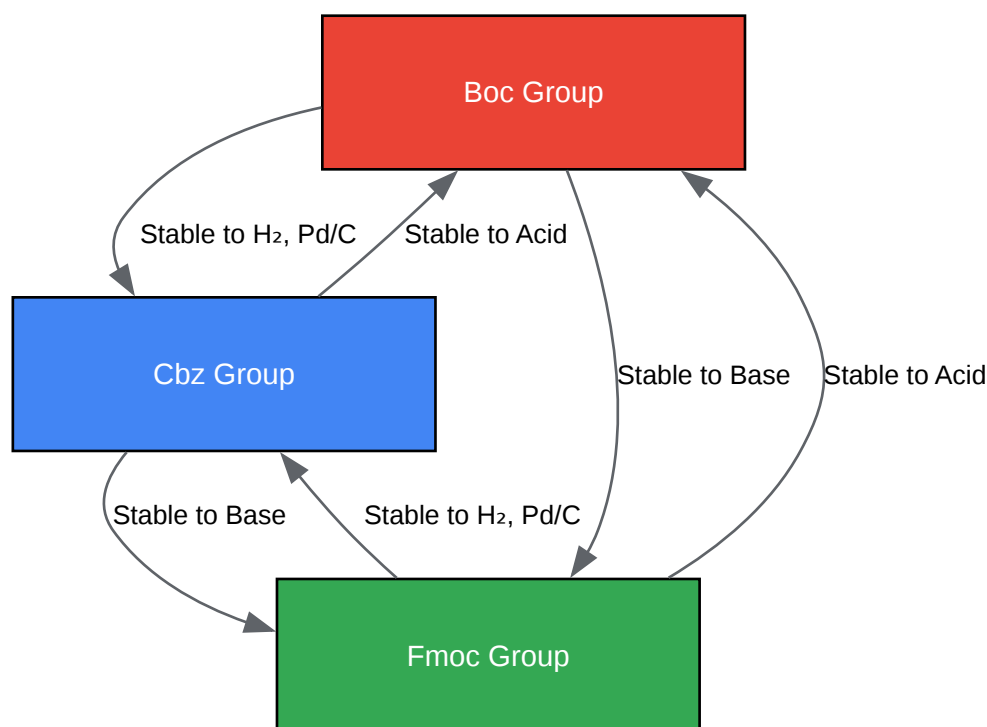 Boc Group
Stable to H₂, Pd/C
Stable to Acid
Cbz Group
Stable to Base
Stable to Acid
Stable to Base
Stable to H₂, Pd/C
Fmoc Group